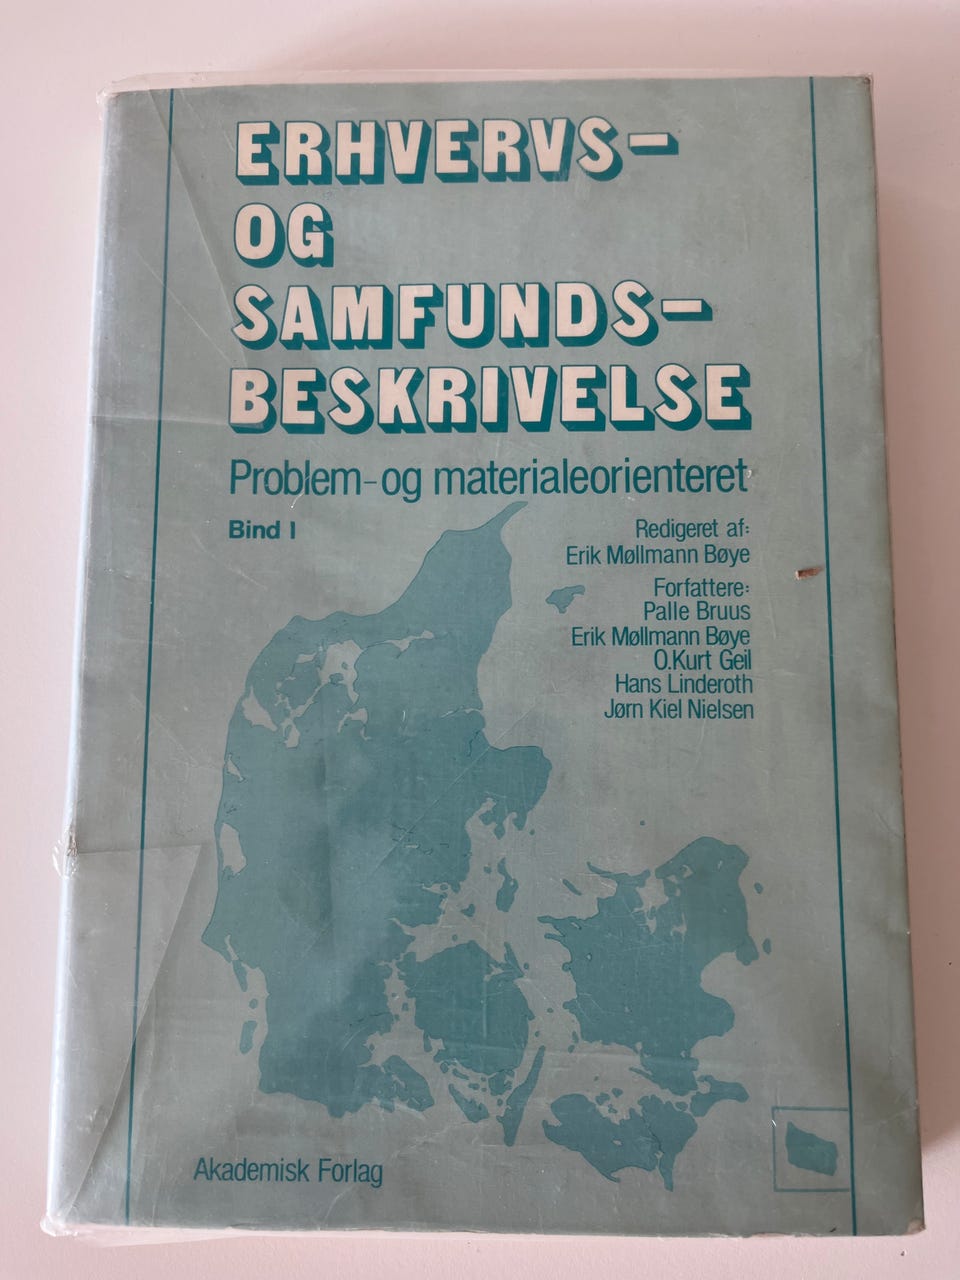 ERHVERVS-
OG
SAMFUNDS-
BESKRIVELSE
Problem- og materialeorienteret
Bind I
Redigeret af:
Erik Møllmann Bøye
Forfattere:
Palle Bruus
Erik Møllmann Bøye
O.Kurt Geil
Hans Linderoth
Jørn Kiel Nielsen
Akademisk Forlag